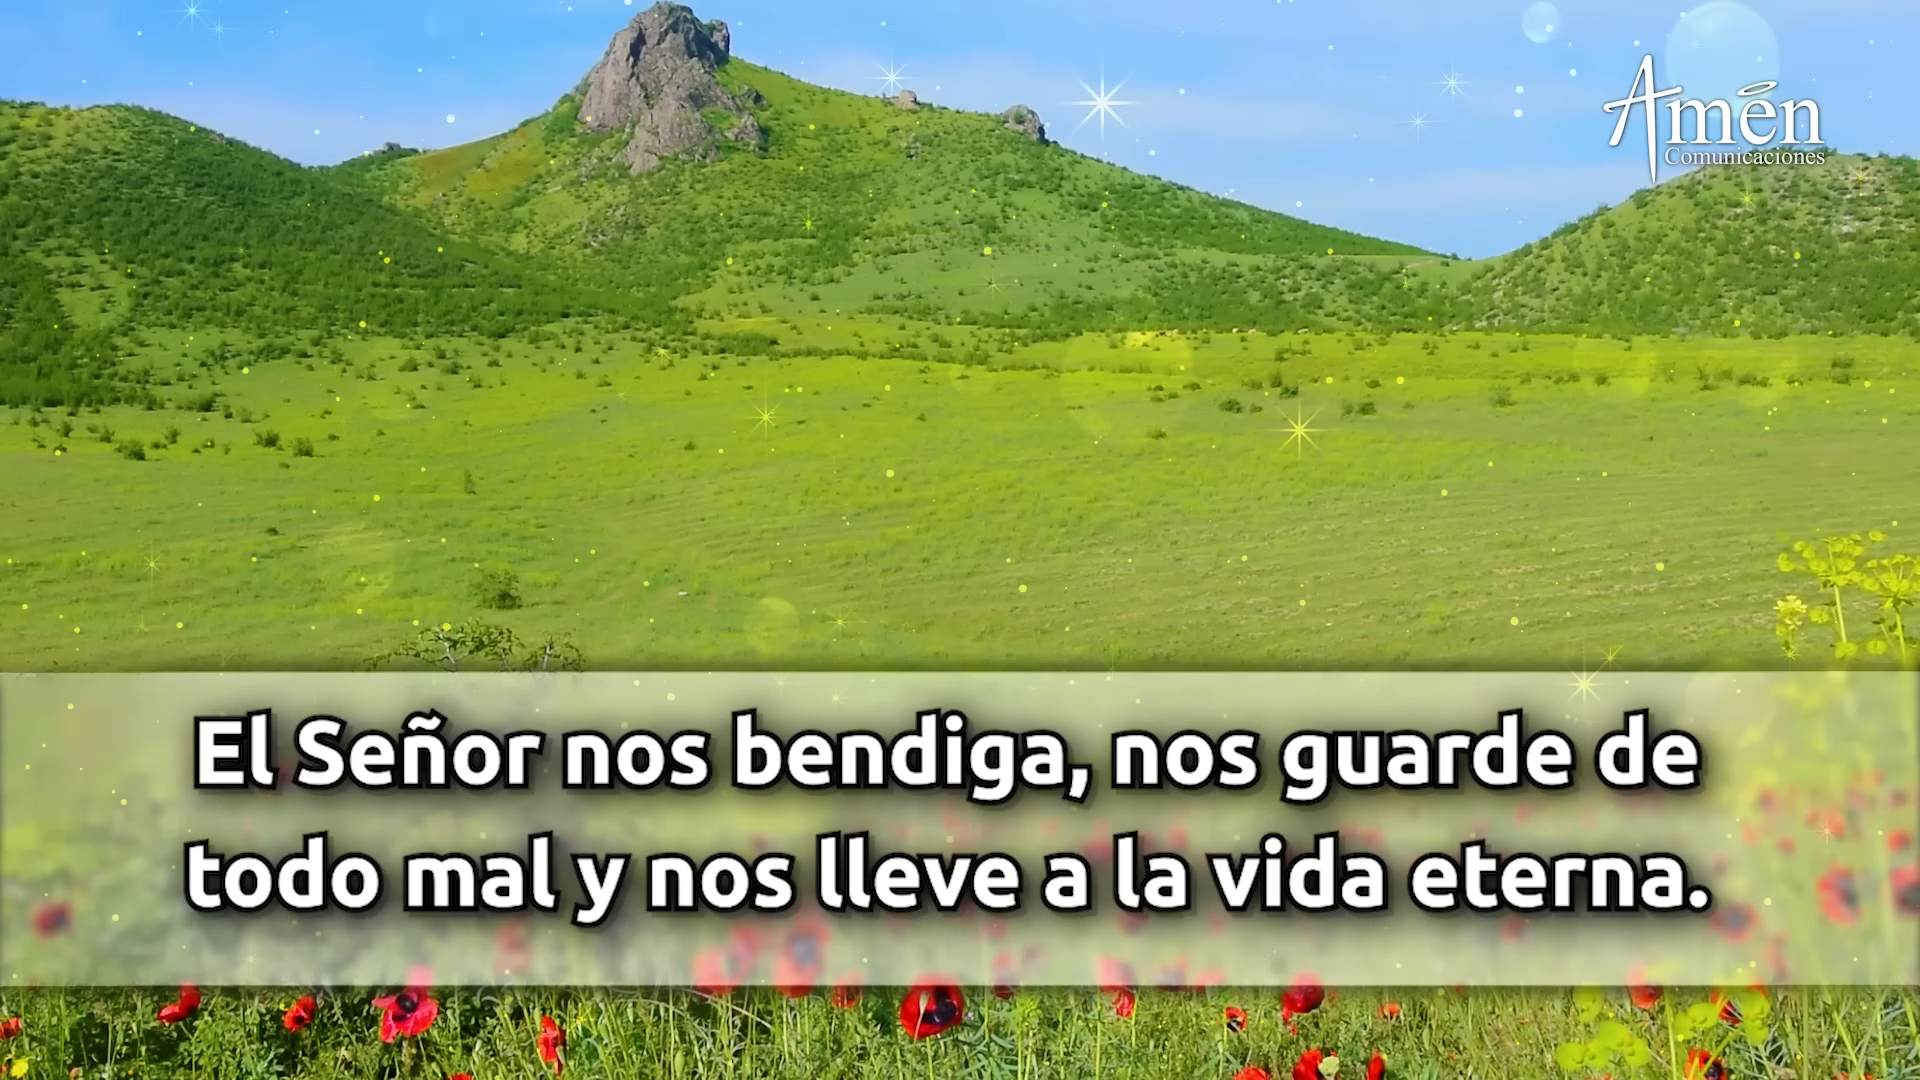 Amén
Comunicaciones
El Señor nos bendiga, nos guarde de
todo mal y nos lleve a la vida eterna.